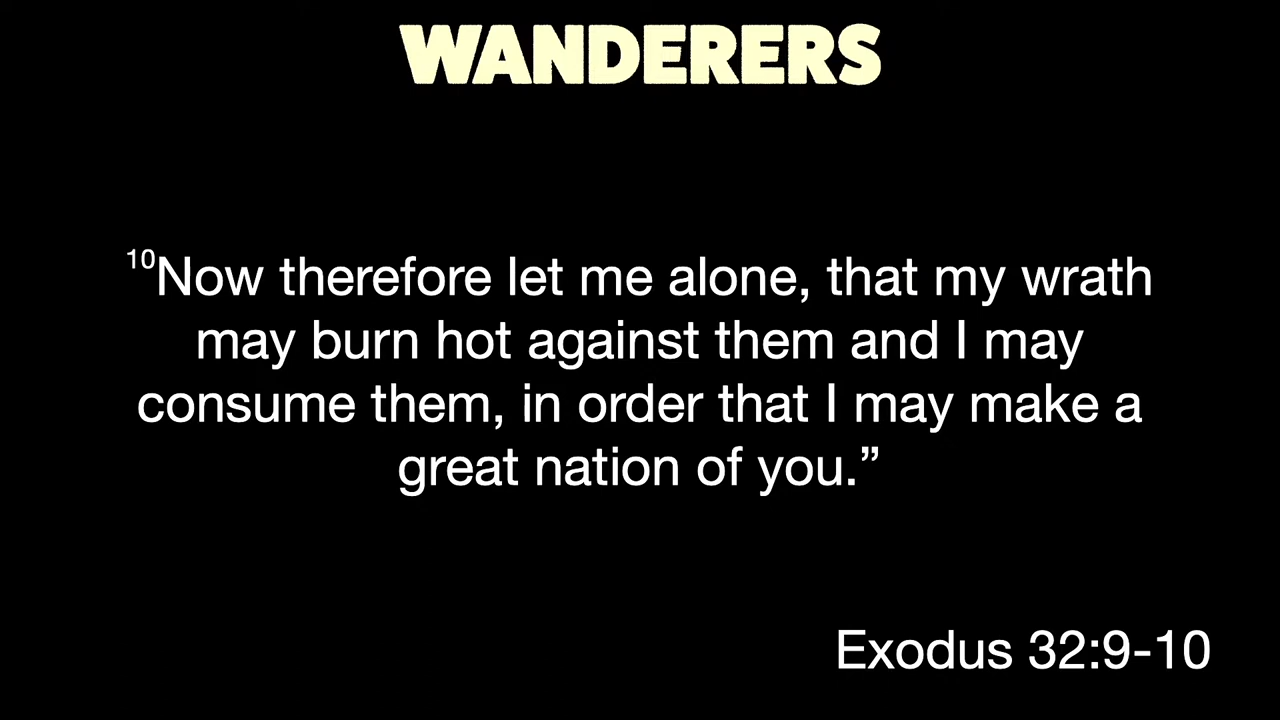 WANDERERS
¹⁰Now therefore let me alone, that my wrath
may burn hot against them and I may
consume them, in order that I may make a
great nation of you.”
Exodus 32:9-10